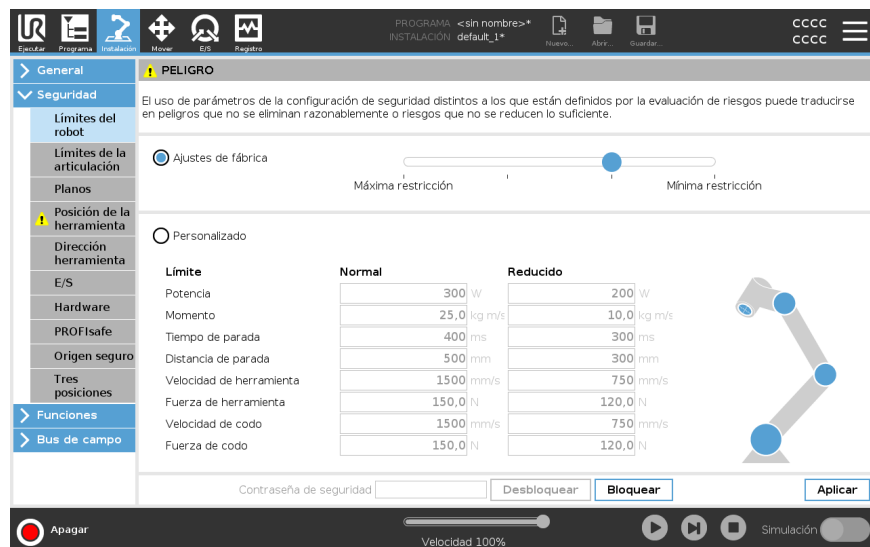 UR
PROGRAMA <sin nombre>*
INSTALACIÓN default_1*
Ejecutar Programa Instalación Mover E/S Registro
Nuevo... Abrir... Guardar...
cccc
cccc
General
Seguridad
Límites del
robot
Límites de la
articulación
Planos
Posición de la
herramienta
Dirección
herramienta
E/S
Hardware
PROFIsafe
Origen seguro
Tres
posiciones
Funciones
Bus de campo
PELIGRO
El uso de parámetros de la configuración de seguridad distintos a los que están definidos por la evaluación de riesgos puede traducirse
en peligros que no se eliminan razonablemente o riesgos que no se reducen lo suficiente.
Ajustes de fábrica
Máxima restricción Mínima restricción
Personalizado
Límite Normal Reducido
Potencia 300 W 200 W
Momento 25,0 kg m/s 10,0 kg m/s
Tiempo de parada 400 ms 300 ms
Distancia de parada 500 mm 300 mm
Velocidad de herramienta 1500 mm/s 750 mm/s
Fuerza de herramienta 150,0 N 120,0 N
Velocidad de codo 1500 mm/s 750 mm/s
Fuerza de codo 150,0 N 120,0 N
Contraseña de seguridad Desbloquear Bloquear Aplicar
Apagar
Velocidad 100%
Simulación